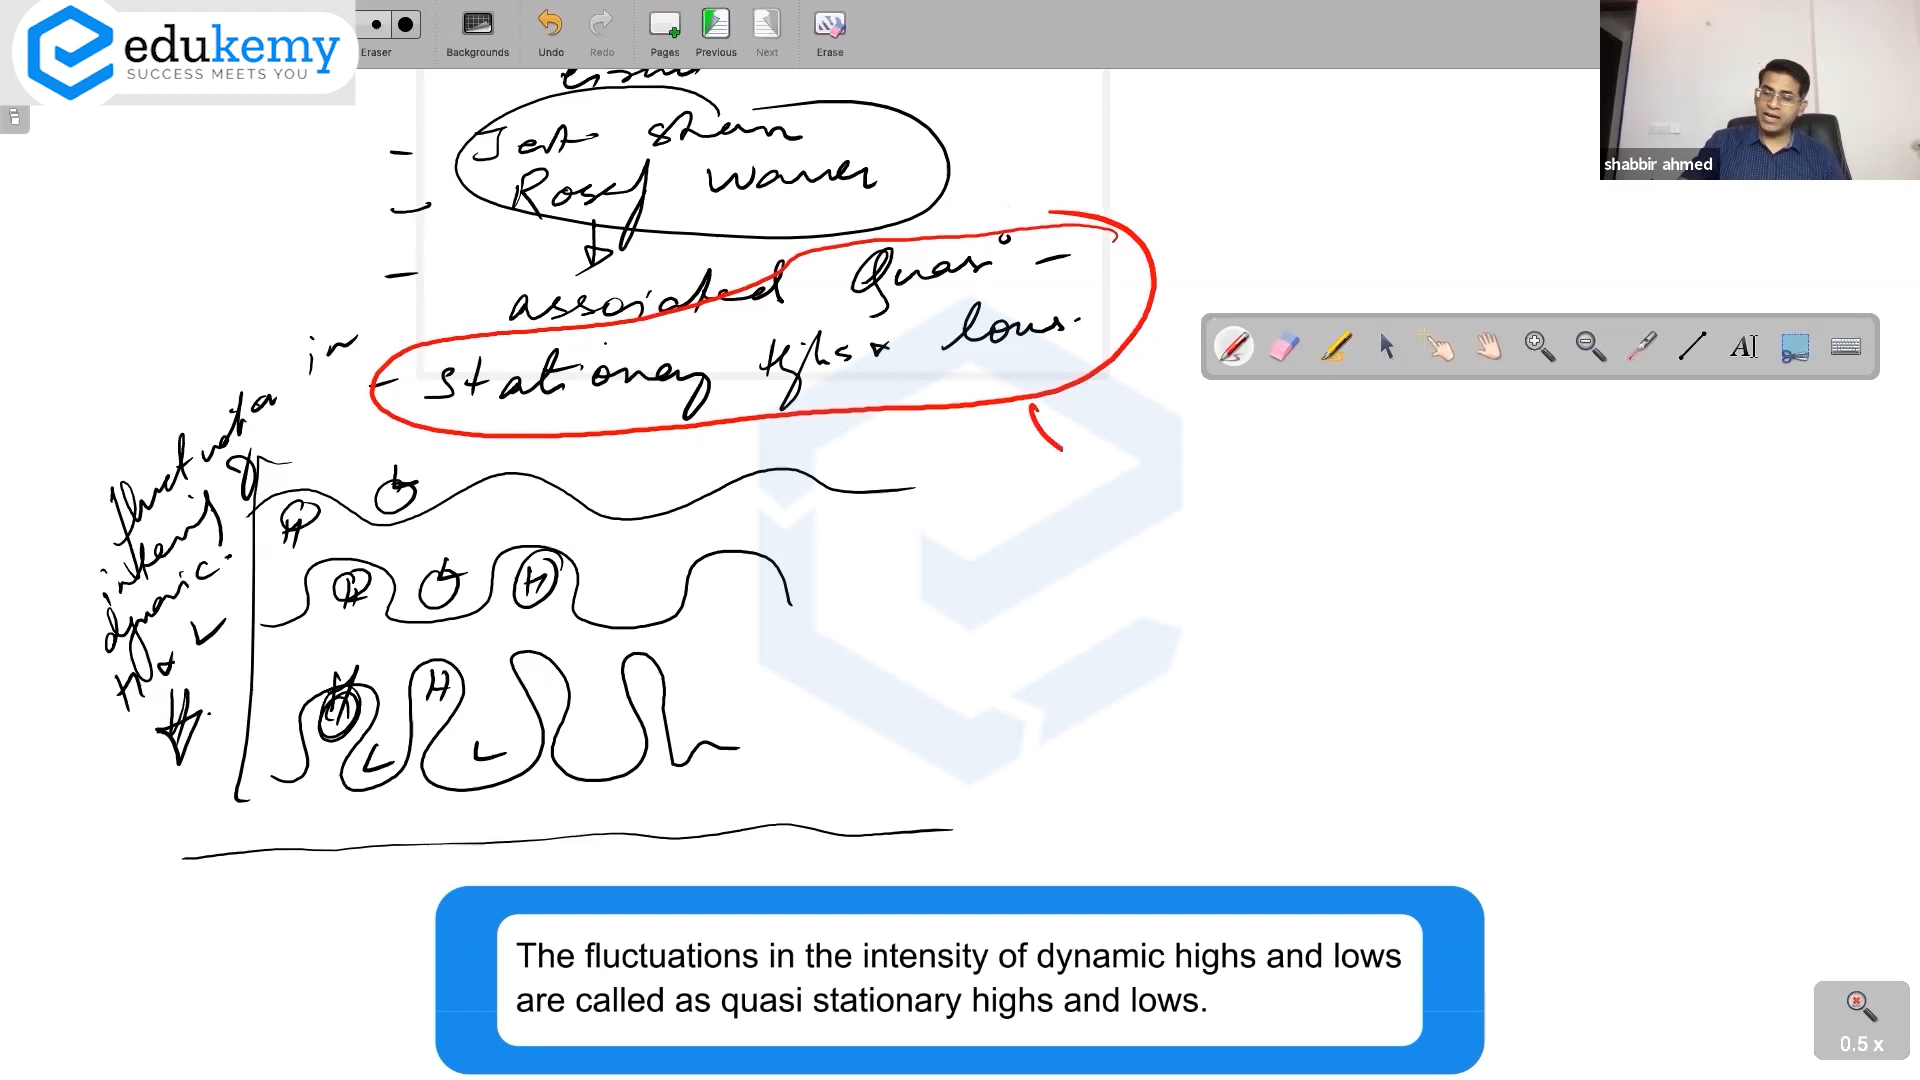 edukemy
SUCCESS MEETS YOU
Eraser
Backgrounds
Undo
Redo
Pages
Previous
Next
Erase
shabbir ahmed
- Jet
- Rossy waves
- associated Quasi -
- stationary Highs & lows.
fluctuation in
intensity of
dynamic
H & L
H L
H L H
H H
L L
The fluctuations in the intensity of dynamic highs and lows
are called as quasi stationary highs and lows.
0.5 x